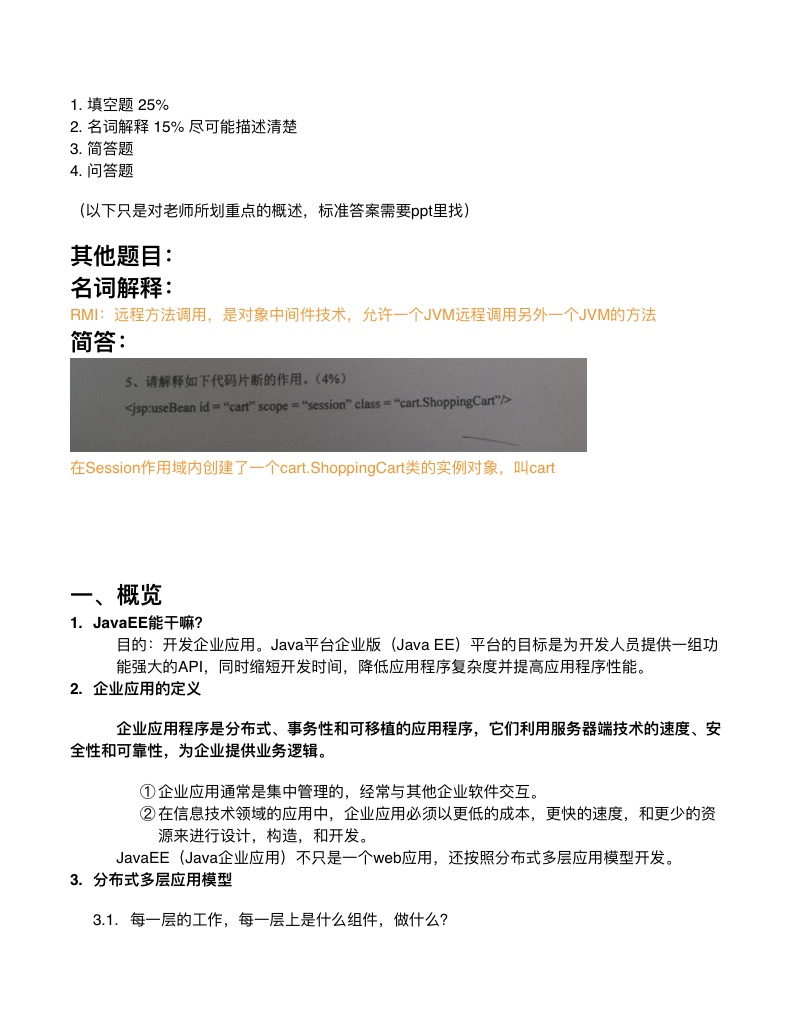 1. 填空题 25%
2. 名词解释 15% 尽可能描述清楚
3. 简答题
4. 问答题
（以下只是对老师所划重点的概述，标准答案需要ppt里找）
其他题目：
名词解释：
RMI：远程方法调用，是对象中间件技术，允许一个JVM远程调用另外一个JVM的方法
简答：
5、请解释如下代码片断的作用。（4%）
<jsp:useBean id = “cart” scope = “session” class = “cart.ShoppingCart”/>
在Session作用域内创建了一个cart.ShoppingCart类的实例对象，叫cart
一、概览
1. JavaEE能干嘛?
目的：开发企业应用。Java平台企业版（Java EE）平台的目标是为开发人员提供一组功
能强大的API，同时缩短开发时间，降低应用程序复杂度并提高应用程序性能。
2. 企业应用的定义
企业应用程序是分布式、事务性和可移植的应用程序，它们利用服务器端技术的速度、安
全性和可靠性，为企业提供业务逻辑。
① 企业应用通常是集中管理的，经常与其他企业软件交互。
② 在信息技术领域的应用中，企业应用必须以更低的成本，更快的速度，和更少的资
源来进行设计，构造，和开发。
JavaEE（Java企业应用）不只是一个web应用，还按照分布式多层应用模型开发。
3. 分布式多层应用模型
3.1. 每一层的工作，每一层上是什么组件，做什么?